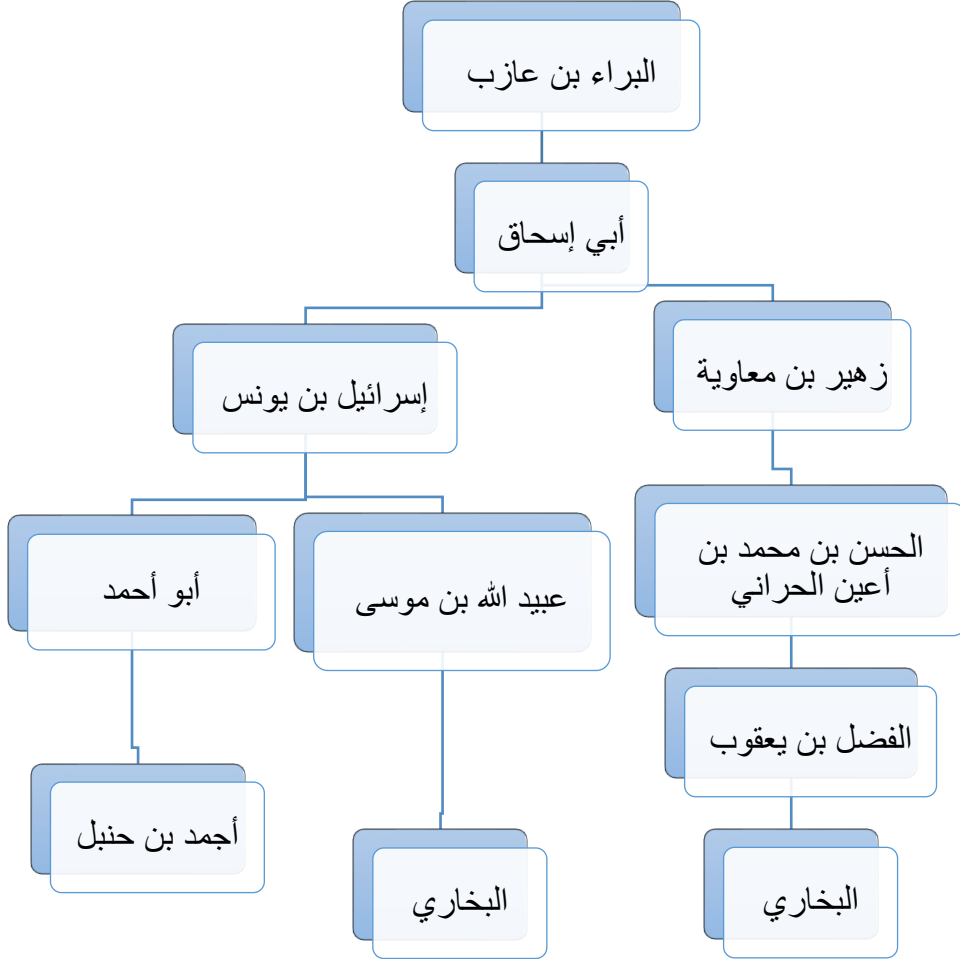 البراء بن عازب
أبي إسحاق
زهير بن معاوية
إسرائيل بن يونس
الحسن بن محمد بن
أعين الحراني
عبيد الله بن موسى
أبو أحمد
الفضل بن يعقوب
أجمد بن حنبل
البخاري
البخاري